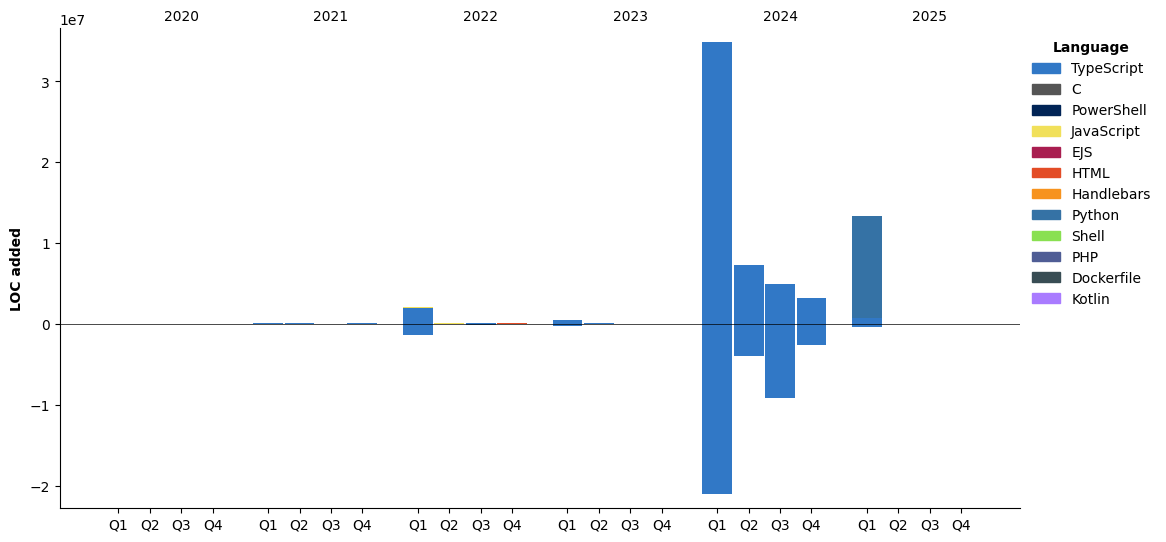 1e7
2020 2021 2022 2023 2024 2025
Language
TypeScript
C
PowerShell
JavaScript
EJS
HTML
Handlebars
Python
Shell
PHP
Dockerfile
Kotlin
LOC added
3
2
1
0
−1
−2
Q1 Q2 Q3 Q4 Q1 Q2 Q3 Q4 Q1 Q2 Q3 Q4 Q1 Q2 Q3 Q4 Q1 Q2 Q3 Q4 Q1 Q2 Q3 Q4